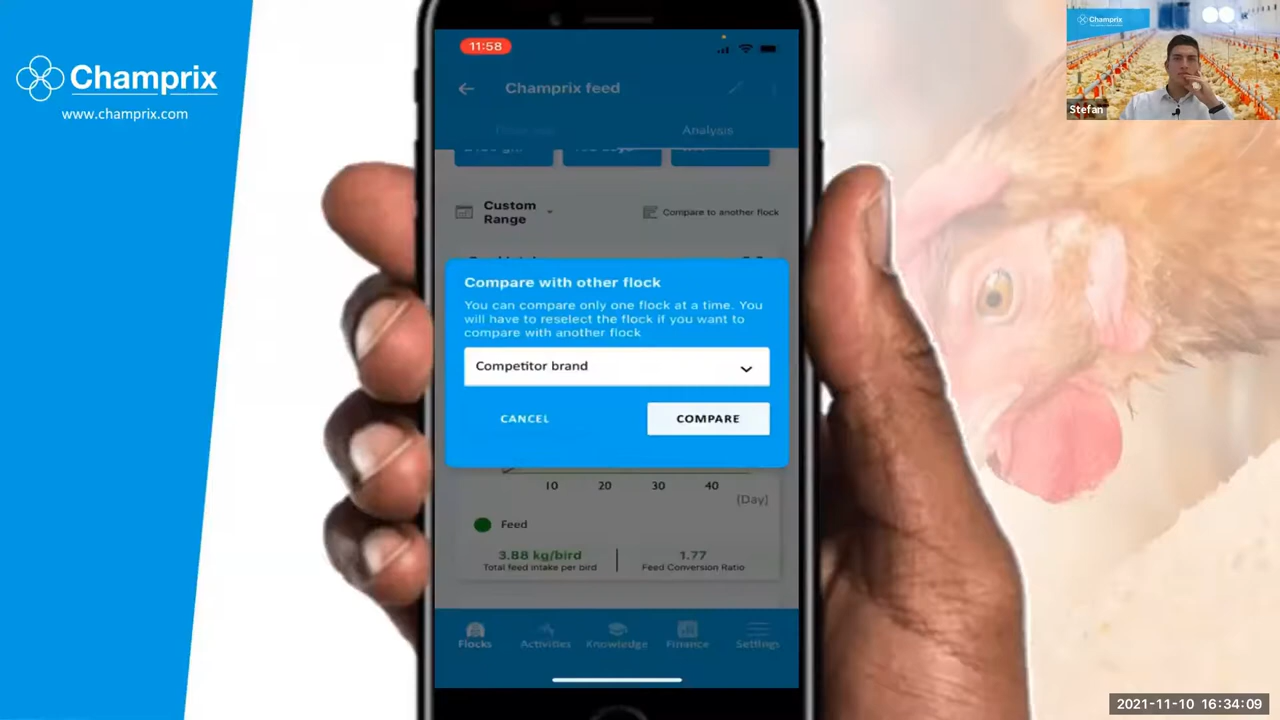 Champrix
www.champrix.com
11:58
Champrix feed
Analysis
Custom
Range
Compare to another flock
Compare with other flock
You can compare only one flock at a time. You
will have to reselect the flock if you want to
compare with another flock
Competitor brand
CANCEL
COMPARE
10 20 30 40
(Day)
Feed
3.88 kg/bird
Total feed intake per bird
1.77
Feed Conversion Ratio
Flocks
Activities
Knowledge
Finance
Settings
Champrix
Stefan
2021-11-10 16:34:09